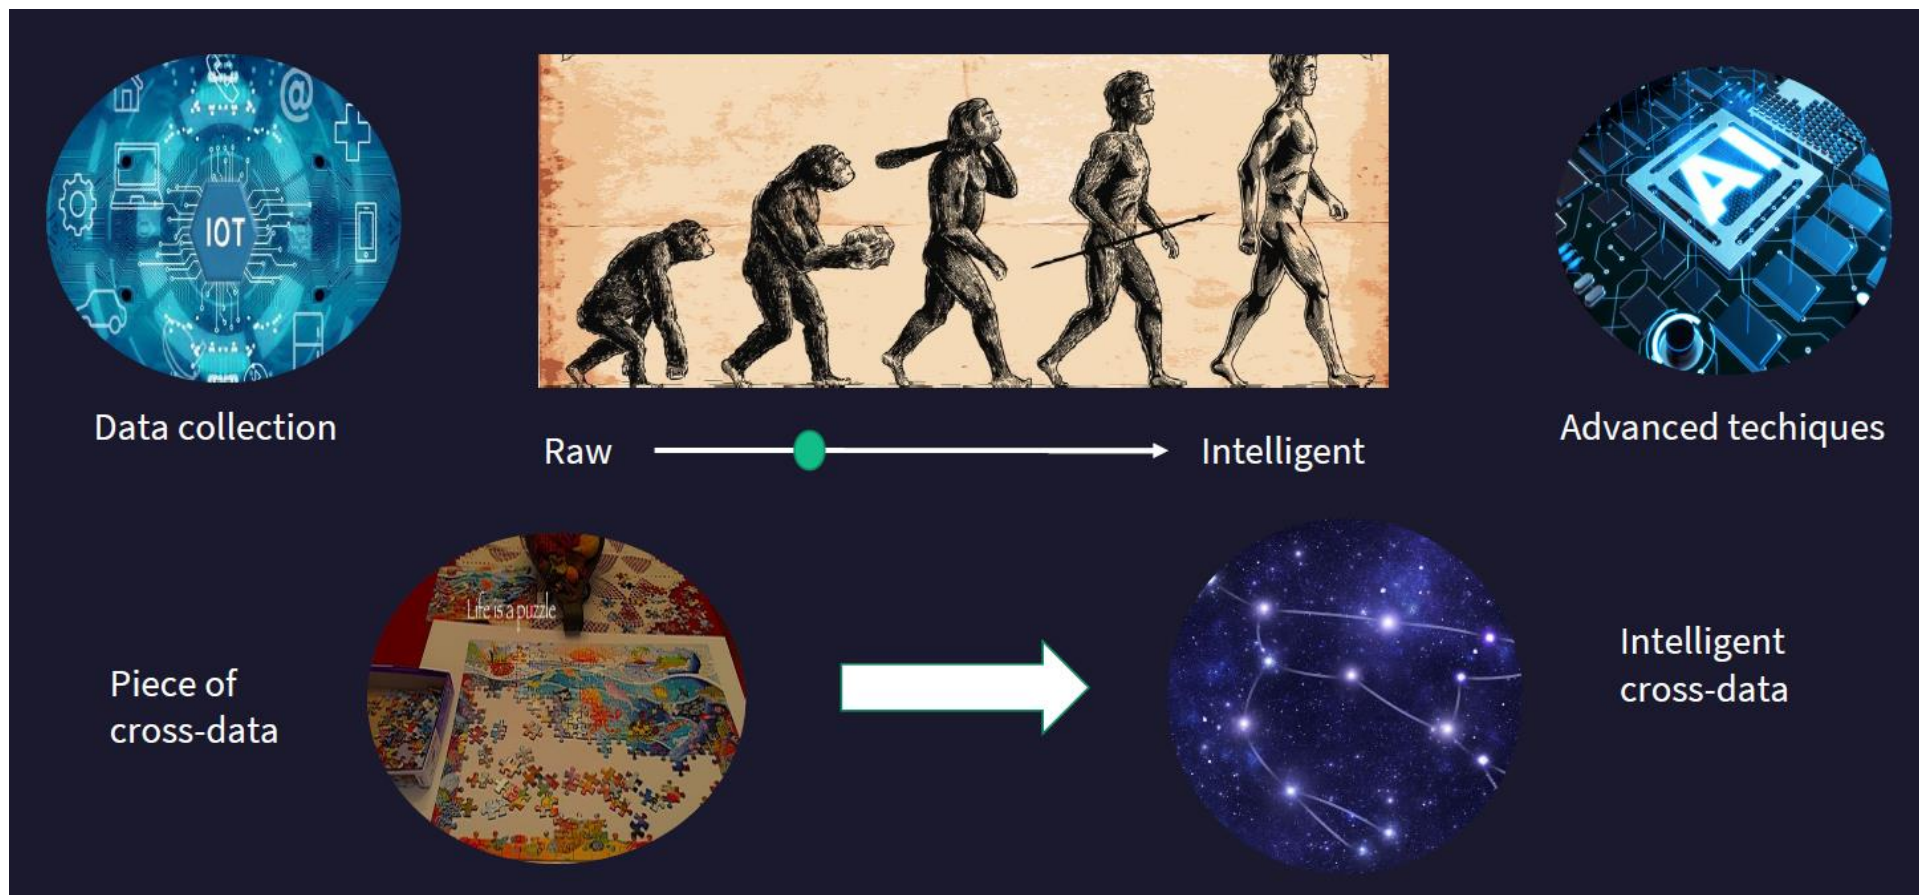 IOT
@
AI
Data collection
Raw
Intelligent
Advanced techiques
Life is a puzzle
Piece of
cross-data
Intelligent
cross-data